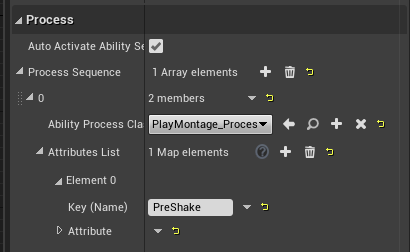 Process
Auto Activate Ability Se
Process Sequence 1 Array elements
0 2 members
Ability Process Clas PlayMontage_Proces
Attributes List 1 Map elements
Element 0
Key (Name) PreShake
Attribute